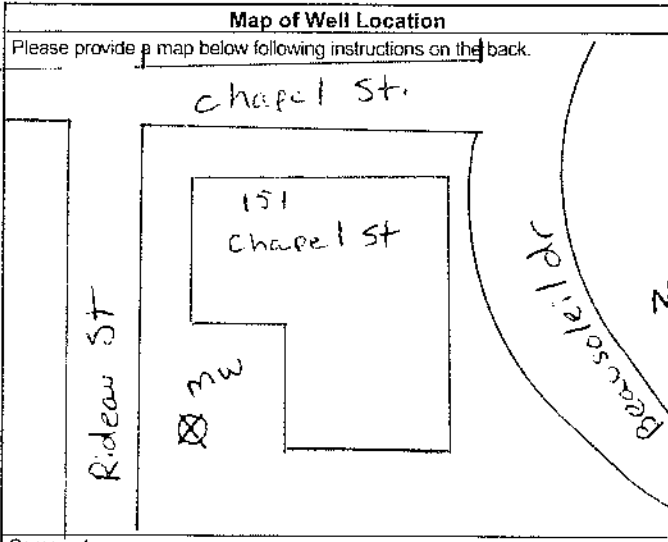 Map of Well Location
Please provide a map below following instructions on the back.
Chapel St.
151
Chapel St
Rideau St
MW
Beausoleil dr
N